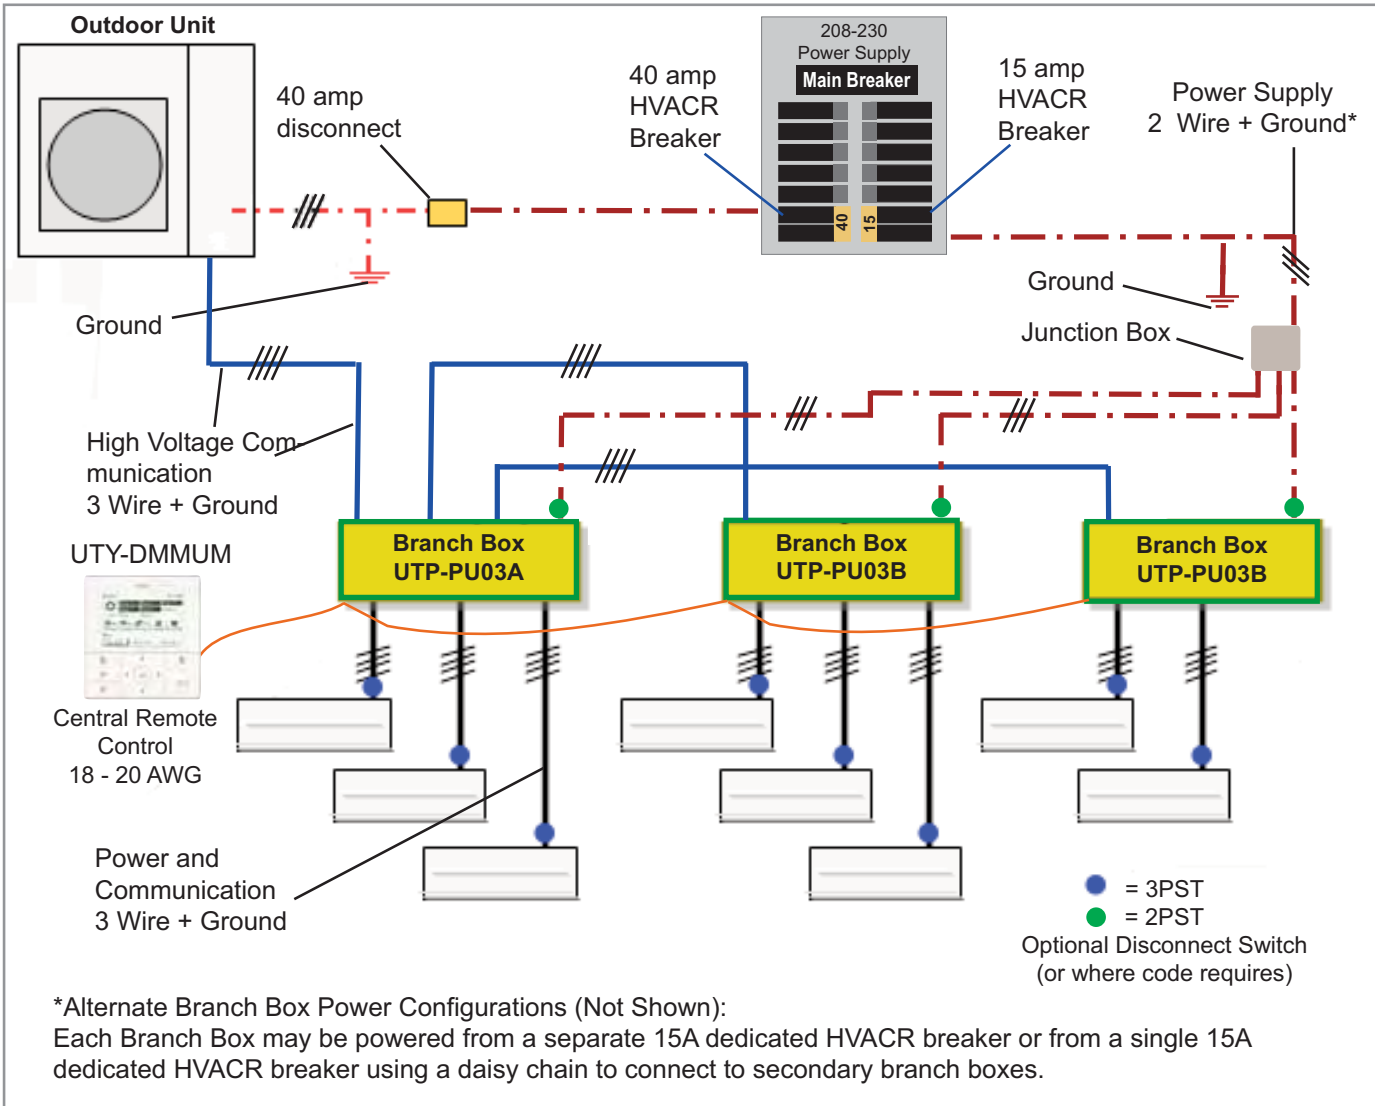 Outdoor Unit
40 amp
disconnect
40 amp
HVACR
Breaker
208-230
Power Supply
Main Breaker
40
15
15 amp
HVACR
Breaker
Power Supply
2 Wire + Ground*
Ground
Ground
Junction Box
High Voltage Com-
munication
3 Wire + Ground
UTY-DMMUM
Branch Box
UTP-PU03A
Branch Box
UTP-PU03B
Branch Box
UTP-PU03B
Central Remote
Control
18 - 20 AWG
Power and
Communication
3 Wire + Ground
= 3PST
= 2PST
Optional Disconnect Switch
(or where code requires)
*Alternate Branch Box Power Configurations (Not Shown):
Each Branch Box may be powered from a separate 15A dedicated HVACR breaker or from a single 15A
dedicated HVACR breaker using a daisy chain to connect to secondary branch boxes.